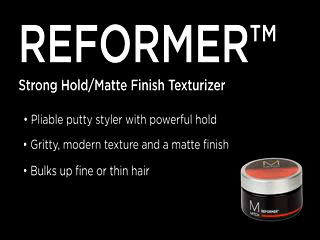 REFORMER™
Strong Hold/Matte Finish Texturizer
• Pliable putty styler with powerful hold
• Gritty, modern texture and a matte finish
• Bulks up fine or thin hair
M REFORMER